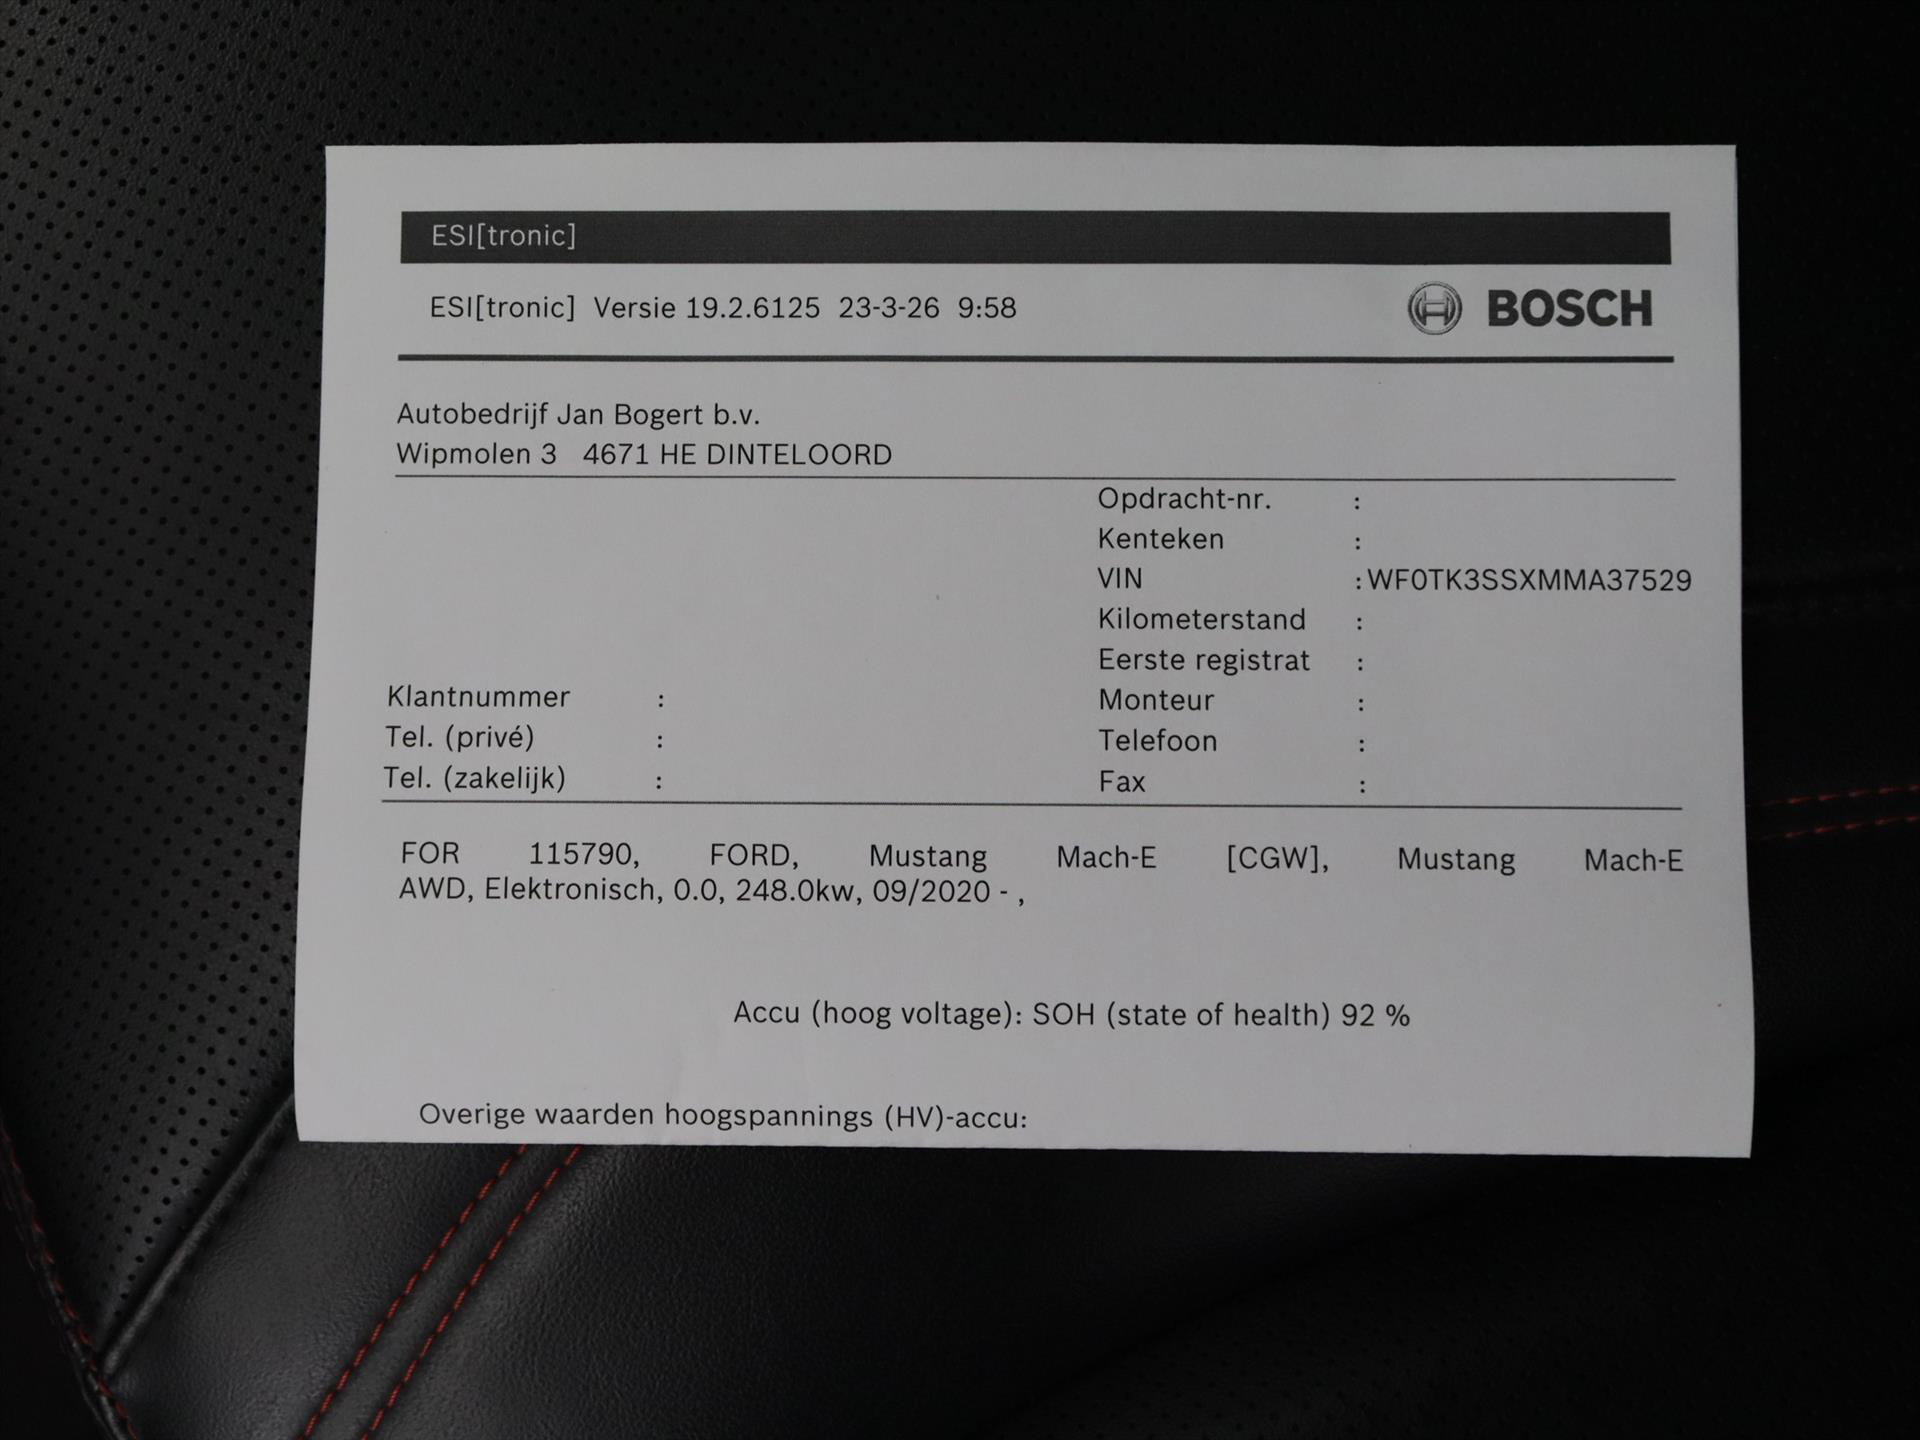 ESI[tronic]
ESI[tronic] Versie 19.2.6125 23-3-26 9:58
BOSCH
Autobedrijf Jan Bogert b.v.
Wipmolen 3 4671 HE DINTELOORD
Opdracht-nr. :
Kenteken :
VIN :WF0TK3SSXMMA37529
Kilometerstand :
Eerste registrat :
Klantnummer :
Monteur :
Tel. (privé) :
Telefoon :
Tel. (zakelijk) :
Fax :
FOR 115790, FORD, Mustang Mach-E [CGW], Mustang Mach-E
AWD, Elektronisch, 0.0, 248.0kw, 09/2020 - ,
Accu (hoog voltage): SOH (state of health) 92 %
Overige waarden hoogspannings (HV)-accu: